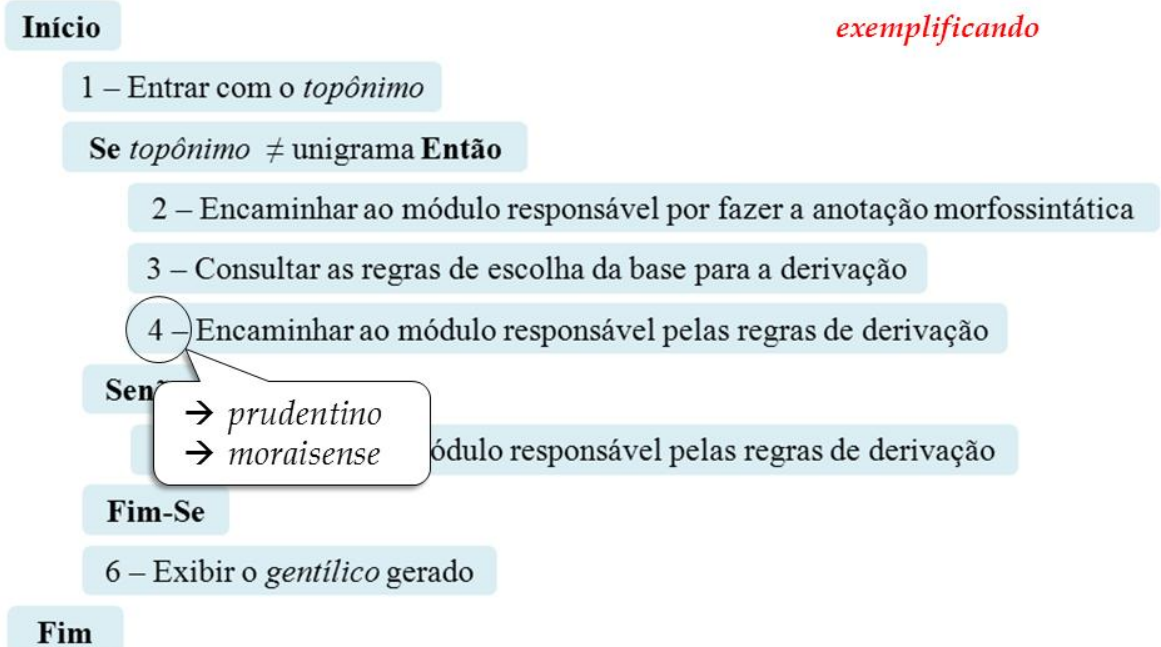 Início
exemplificando
1 – Entrar com o topônimo
Se topônimo ≠ unigrama Então
2 – Encaminhar ao módulo responsável por fazer a anotação morfossintática
3 – Consultar as regras de escolha da base para a derivação
4 – Encaminhar ao módulo responsável pelas regras de derivação
→ prudentino
→ moraisense
responsável pelas regras de derivação
Fim-Se
6 – Exibir o gentílico gerado
Fim